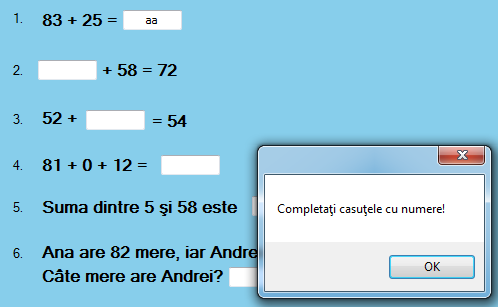 1. 83 + 25 = aa
2. + 58 = 72
3. 52 + = 54
4. 81 + 0 + 12 =
5. Suma dintre 5 şi 58 este
6. Ana are 82 mere, iar Andre
Câte mere are Andrei?
Completaţi casuţele cu numere!
OK